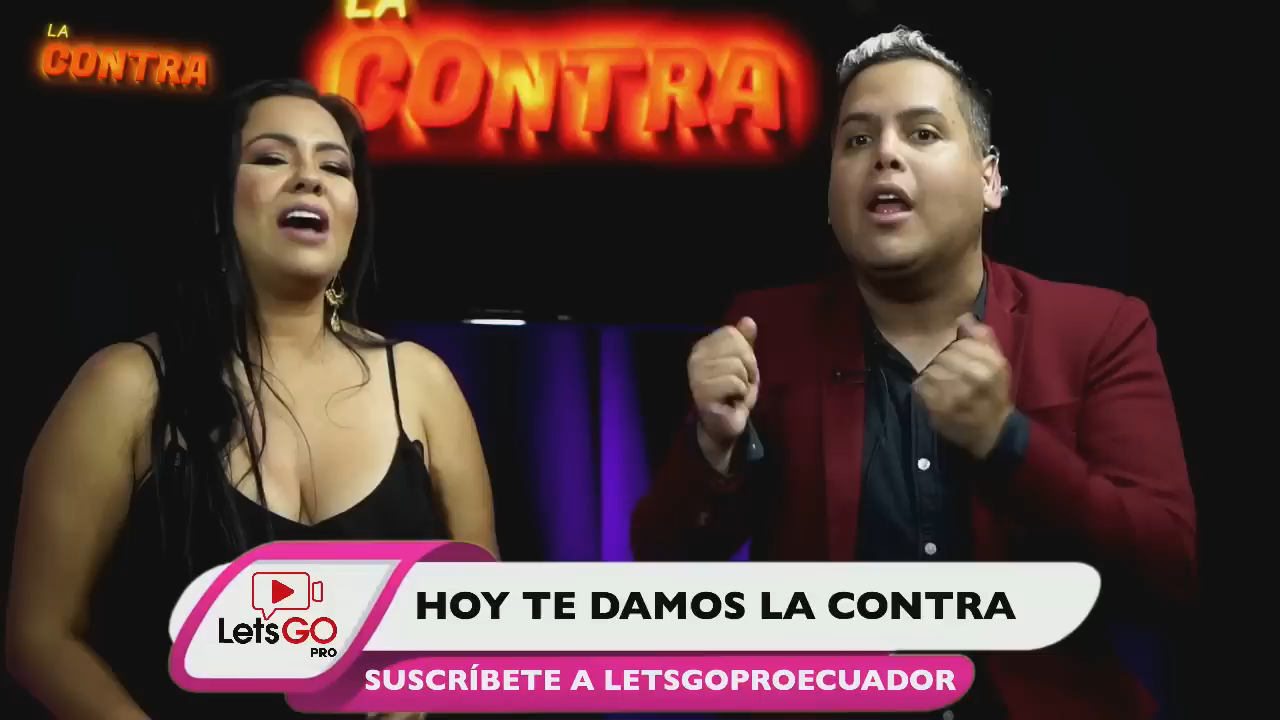 LA
CONTRA
LA
CONTRA
HOY TE DAMOS LA CONTRA
LetsGO
PRO
SUSCRÍBETE A LETSGOPROECUADOR